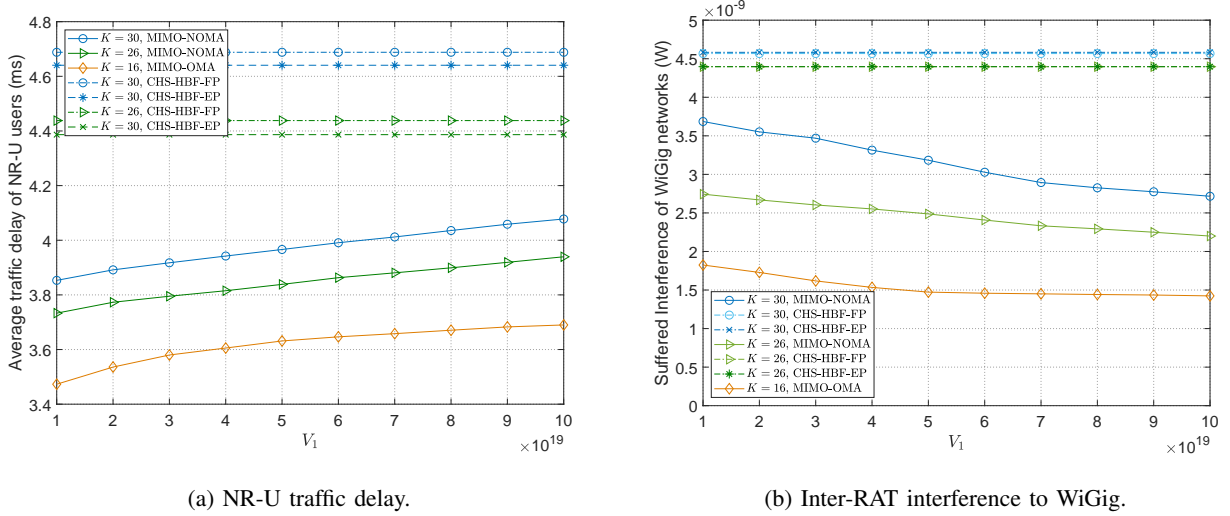 4.8
4.6
4.4
4.2
4
3.8
3.6
3.4
Average traffic delay of NR-U users (ms)
K = 30, MIMO-NOMA
K = 26, MIMO-NOMA
K = 16, MIMO-OMA
K = 30, CHS-HBF-FP
K = 30, CHS-HBF-EP
K = 26, CHS-HBF-FP
K = 30, CHS-HBF-EP
1 2 3 4 5 6 7 8 9 10
V₁
×10¹⁹
(a) NR-U traffic delay.
×10⁻⁹
5
4.5
4
3.5
3
2.5
2
1.5
1
0.5
0
Suffered Interference of WiGig networks (W)
K = 30, MIMO-NOMA
K = 30, CHS-HBF-FP
K = 30, CHS-HBF-EP
K = 26, MIMO-NOMA
K = 26, CHS-HBF-FP
K = 26, CHS-HBF-EP
K = 16, MIMO-OMA
1 2 3 4 5 6 7 8 9 10
V₁
×10¹⁹
(b) Inter-RAT interference to WiGig.